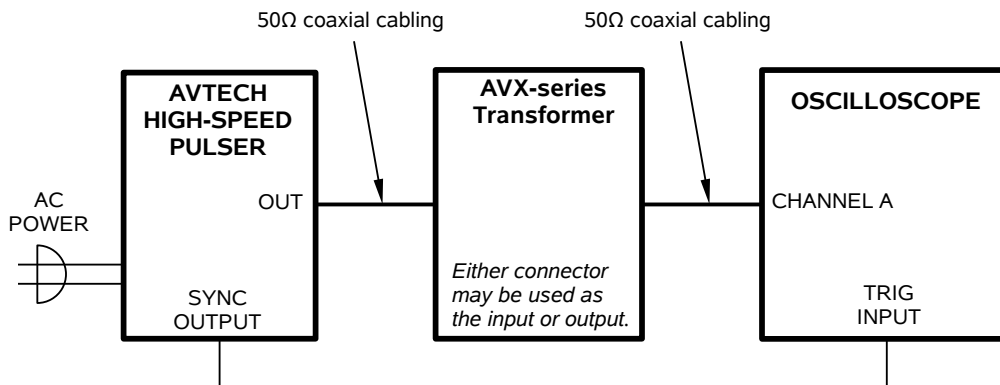 50Ω coaxial cabling
50Ω coaxial cabling
AVTECH
HIGH-SPEED
PULSER
AVX-series
Transformer
OSCILLOSCOPE
AC
POWER
OUT
CHANNEL A
SYNC
OUTPUT
Either connector
may be used as
the input or output.
TRIG
INPUT